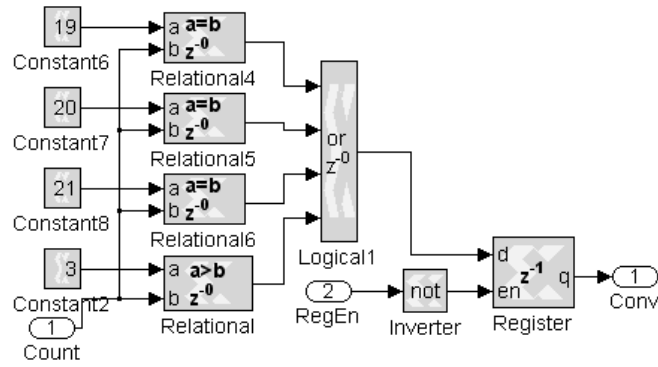 19 a a=b
b z-0
Constant6 Relational4
20 a a=b or
b z-0 z-0
Constant7 Relational5
21 a a=b
b z-0
Constant8 Relational6 Logical1
3 a a>b d z-1 q 1
b z-0 2 not en
Constant2 Relational RegEn Inverter Register Conv
1
Count